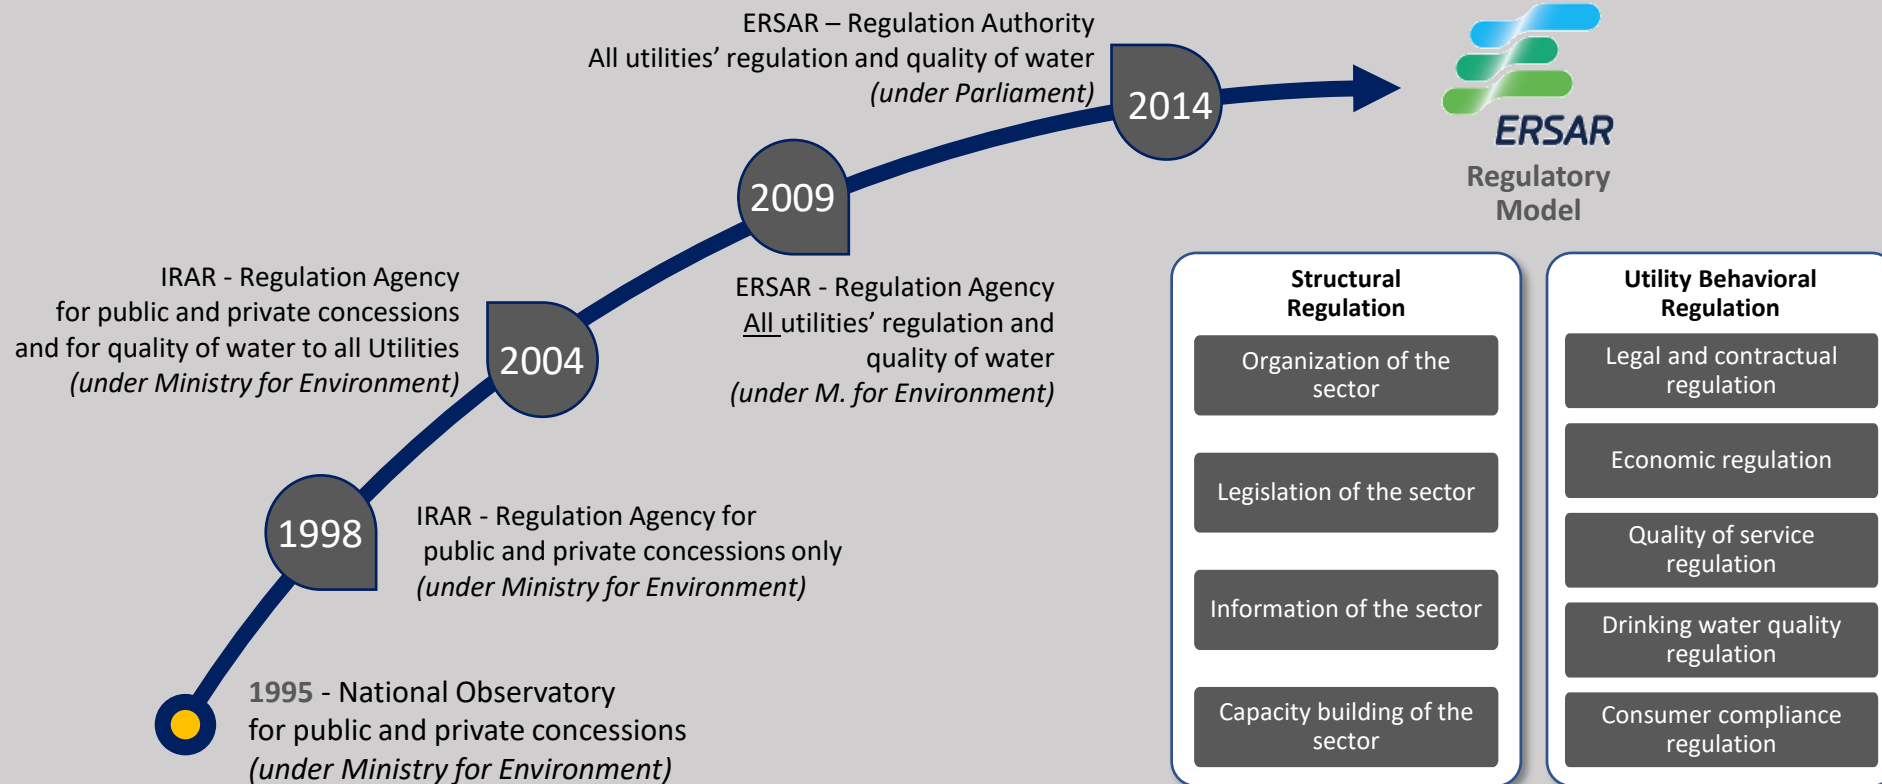 ERSAR – Regulation Authority
All utilities’ regulation and quality of water
(under Parliament)
2014
ERSAR
Regulatory
Model
2009
ERSAR - Regulation Agency
All utilities’ regulation and
quality of water
(under M. for Environment)
IRAR - Regulation Agency
for public and private concessions
and for quality of water to all Utilities
(under Ministry for Environment)
2004
1998
IRAR - Regulation Agency for
public and private concessions only
(under Ministry for Environment)
1995 - National Observatory
for public and private concessions
(under Ministry for Environment)
Structural
Regulation
Organization of the
sector
Legislation of the sector
Information of the sector
Capacity building of the
sector
Utility Behavioral
Regulation
Legal and contractual
regulation
Economic regulation
Quality of service
regulation
Drinking water quality
regulation
Consumer compliance
regulation